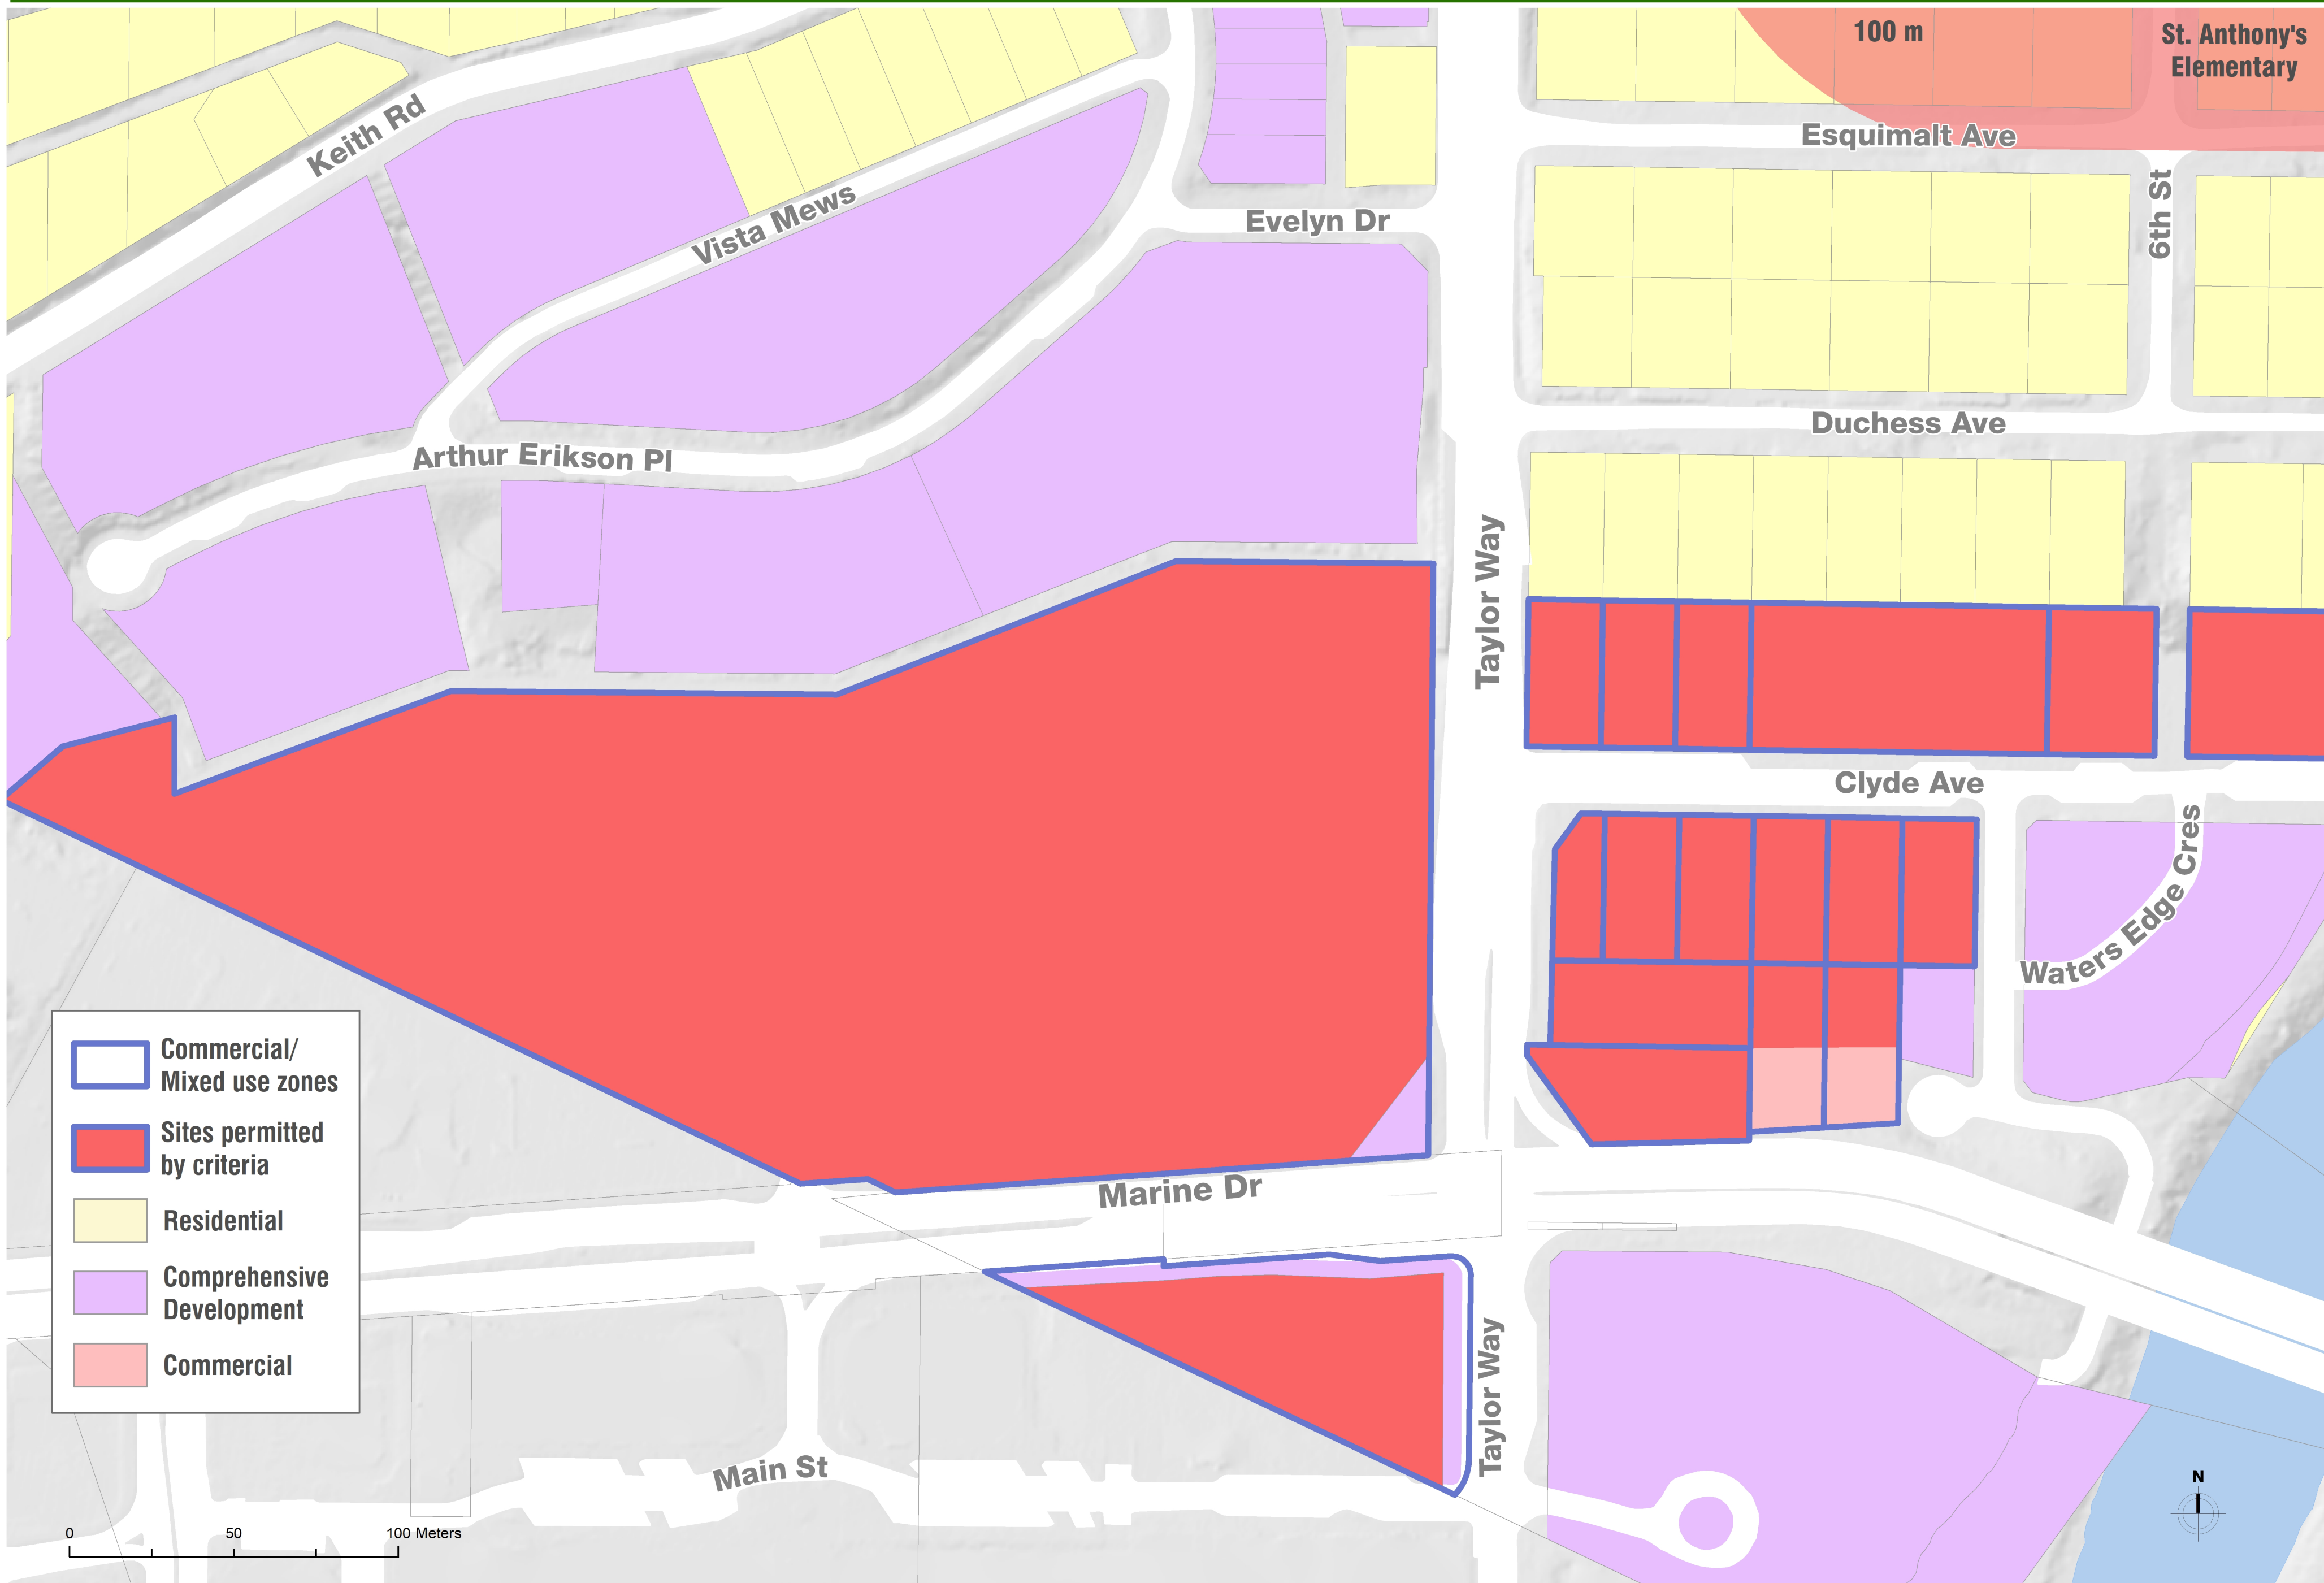 100 m
St. Anthony's
Elementary
Keith Rd
Esquimalt Ave
6th St
Vista Mews
Evelyn Dr
Duchess Ave
Arthur Erikson Pl
Taylor Way
Clyde Ave
Waters Edge Cres
Commercial/
Mixed use zones
Sites permitted
by criteria
Residential
Comprehensive
Development
Commercial
Marine Dr
Taylor Way
Main St
N
0 50 100 Meters